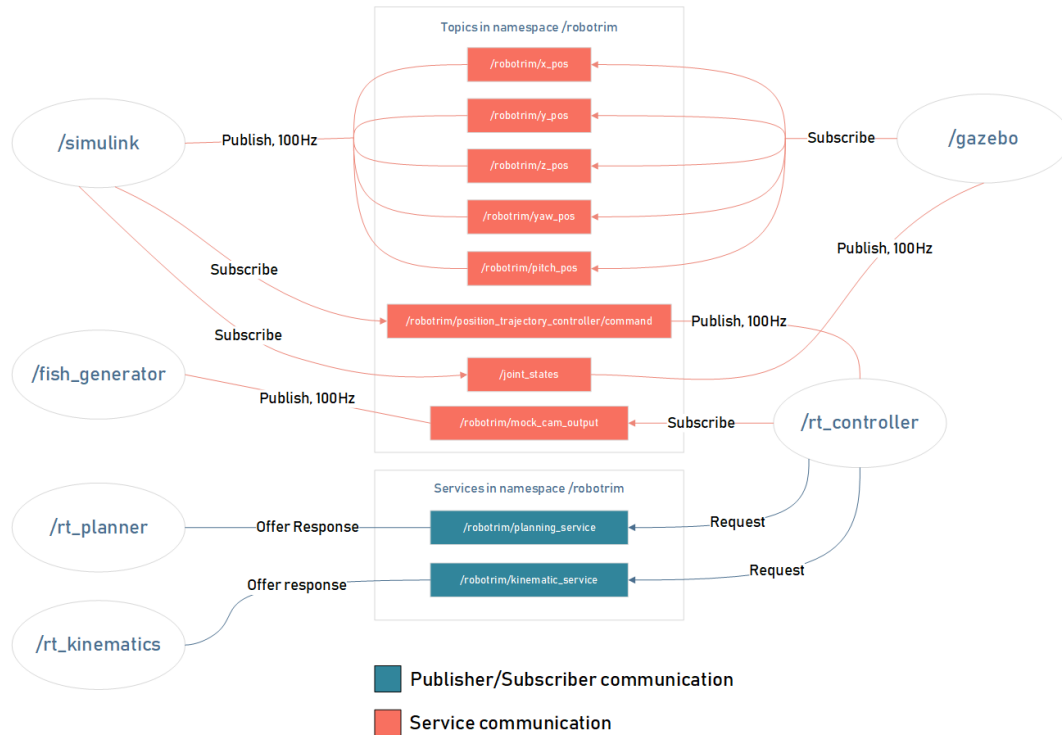 Topics in namespace /robotrim
/robotrim/x_pos
/robotrim/y_pos
/simulink
Publish, 100Hz
Subscribe
/gazebo
/robotrim/z_pos
/robotrim/yaw_pos
Publish, 100Hz
/robotrim/pitch_pos
Subscribe
/robotrim/position_trajectory_controller/command
Publish, 100Hz
Subscribe
/fish_generator
/joint_states
Publish, 100Hz
/robotrim/mock_cam_output
Subscribe
/rt_controller
Services in namespace /robotrim
/rt_planner
Offer Response
/robotrim/planning_service
Request
Offer response
/robotrim/kinematic_service
Request
/rt_kinematics
Publisher/Subscriber communication
Service communication